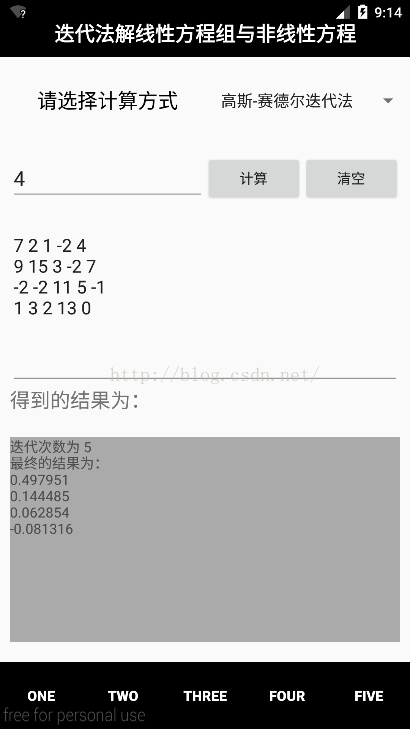 9:14
迭代法解线性方程组与非线性方程
请选择计算方式 高斯-赛德尔迭代法
4 计算 清空
7 2 1 -2 4
9 15 3 -2 7
-2 -2 11 5 -1
1 3 2 13 0
http://blog.csdn.net/
得到的结果为：
迭代次数为 5
最终的结果为：
0.497951
0.144485
0.062854
-0.081316
ONE TWO THREE FOUR FIVE
free for personal use